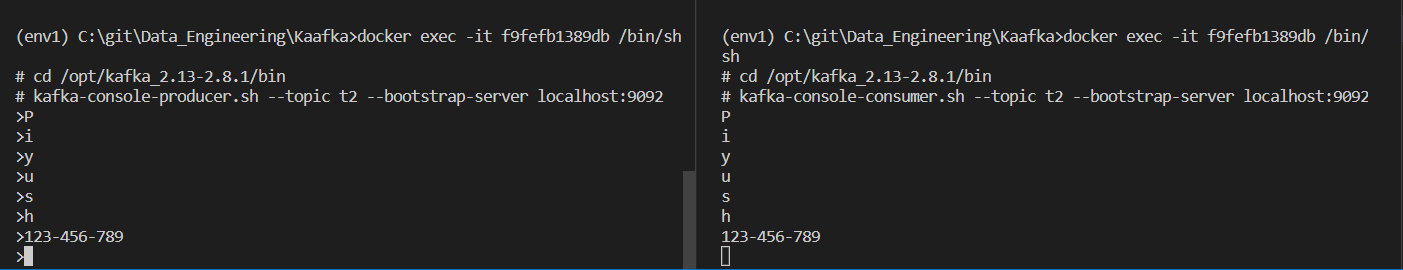 (env1) C:\git\Data_Engineering\Kaafka>docker exec -it f9fefb1389db /bin/sh
# cd /opt/kafka_2.13-2.8.1/bin
# kafka-console-producer.sh --topic t2 --bootstrap-server localhost:9092
>P
>i
>y
>u
>s
>h
>123-456-789
>
(env1) C:\git\Data_Engineering\Kaafka>docker exec -it f9fefb1389db /bin/
sh
# cd /opt/kafka_2.13-2.8.1/bin
# kafka-console-consumer.sh --topic t2 --bootstrap-server localhost:9092
P
i
y
u
s
h
123-456-789